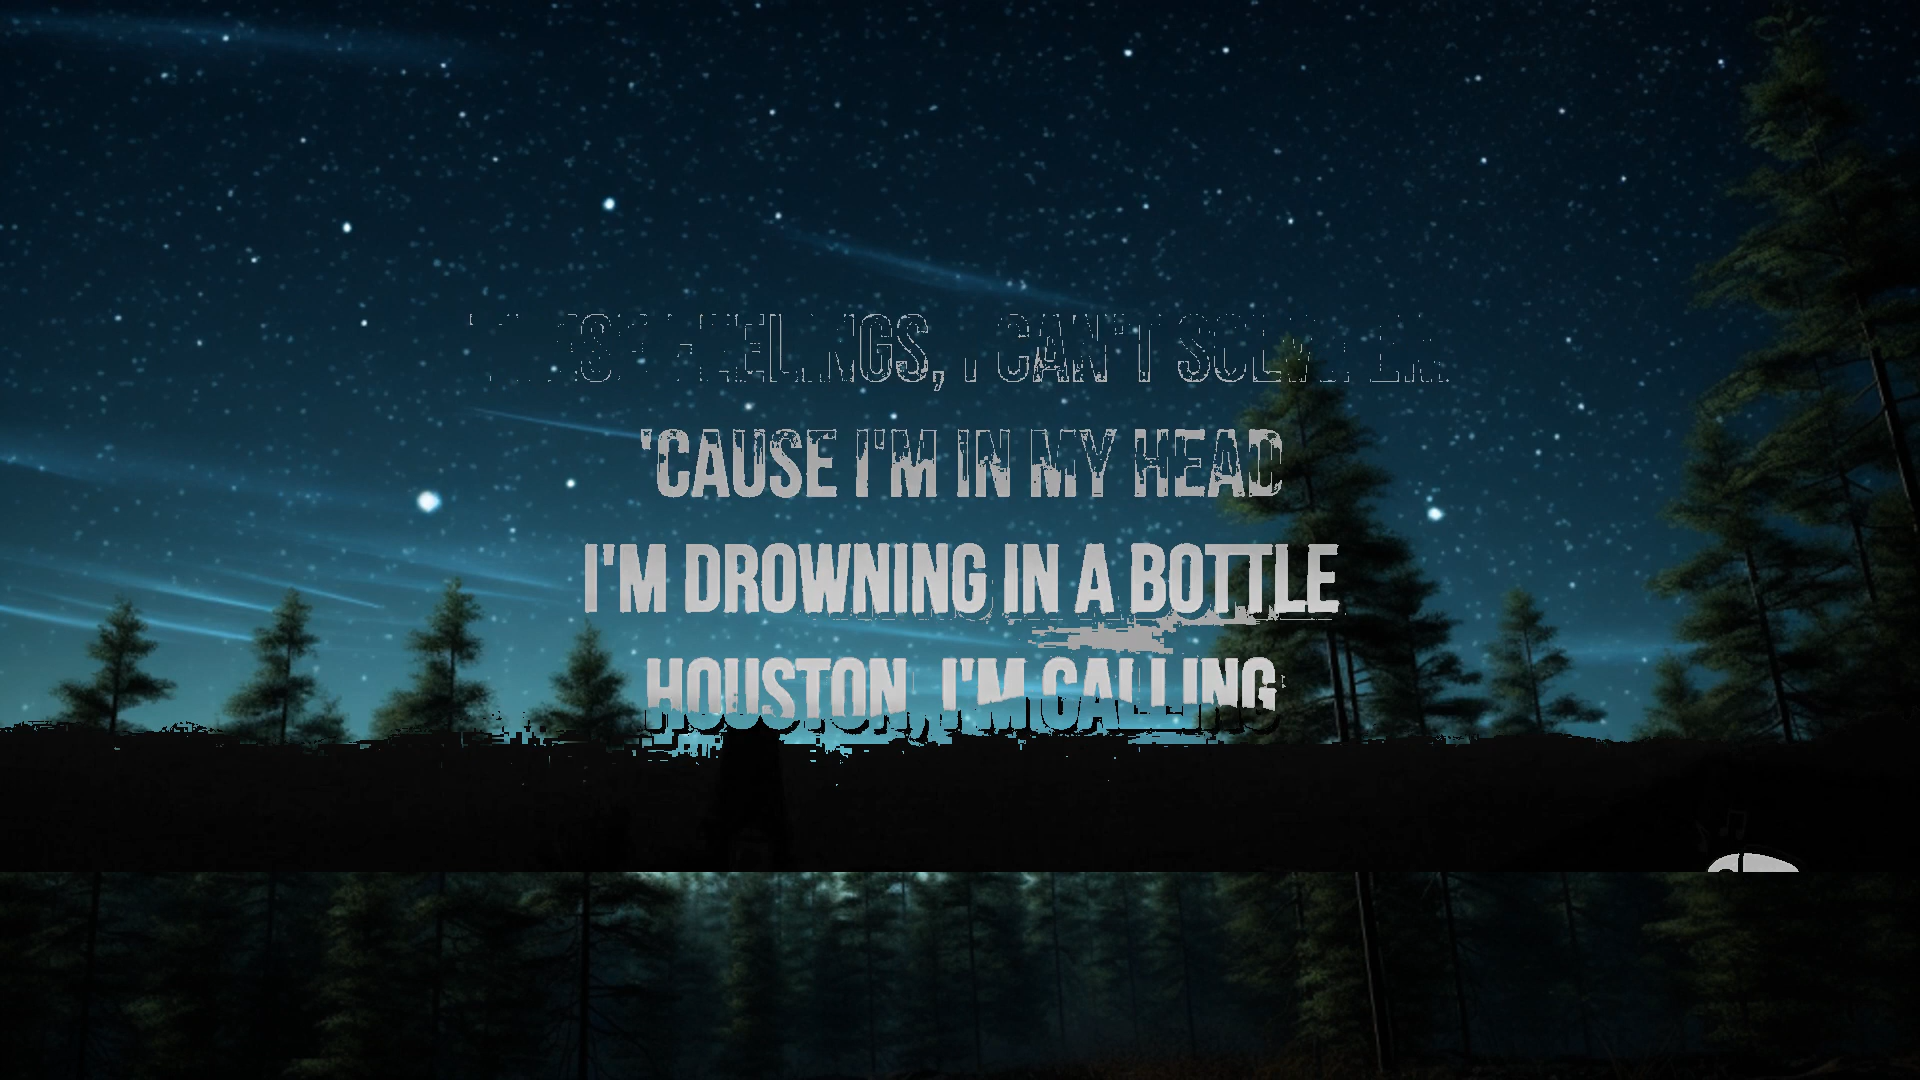 FEELINGS, I CAN'T
'CAUSE I'M IN MY HEAD
I'M DROWNING IN A BOTTLE
HOUSTON, I'M CALLING